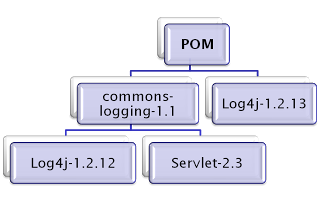 POM
commons-
logging-1.1
Log4j-1.2.13
Log4j-1.2.12
Servlet-2.3